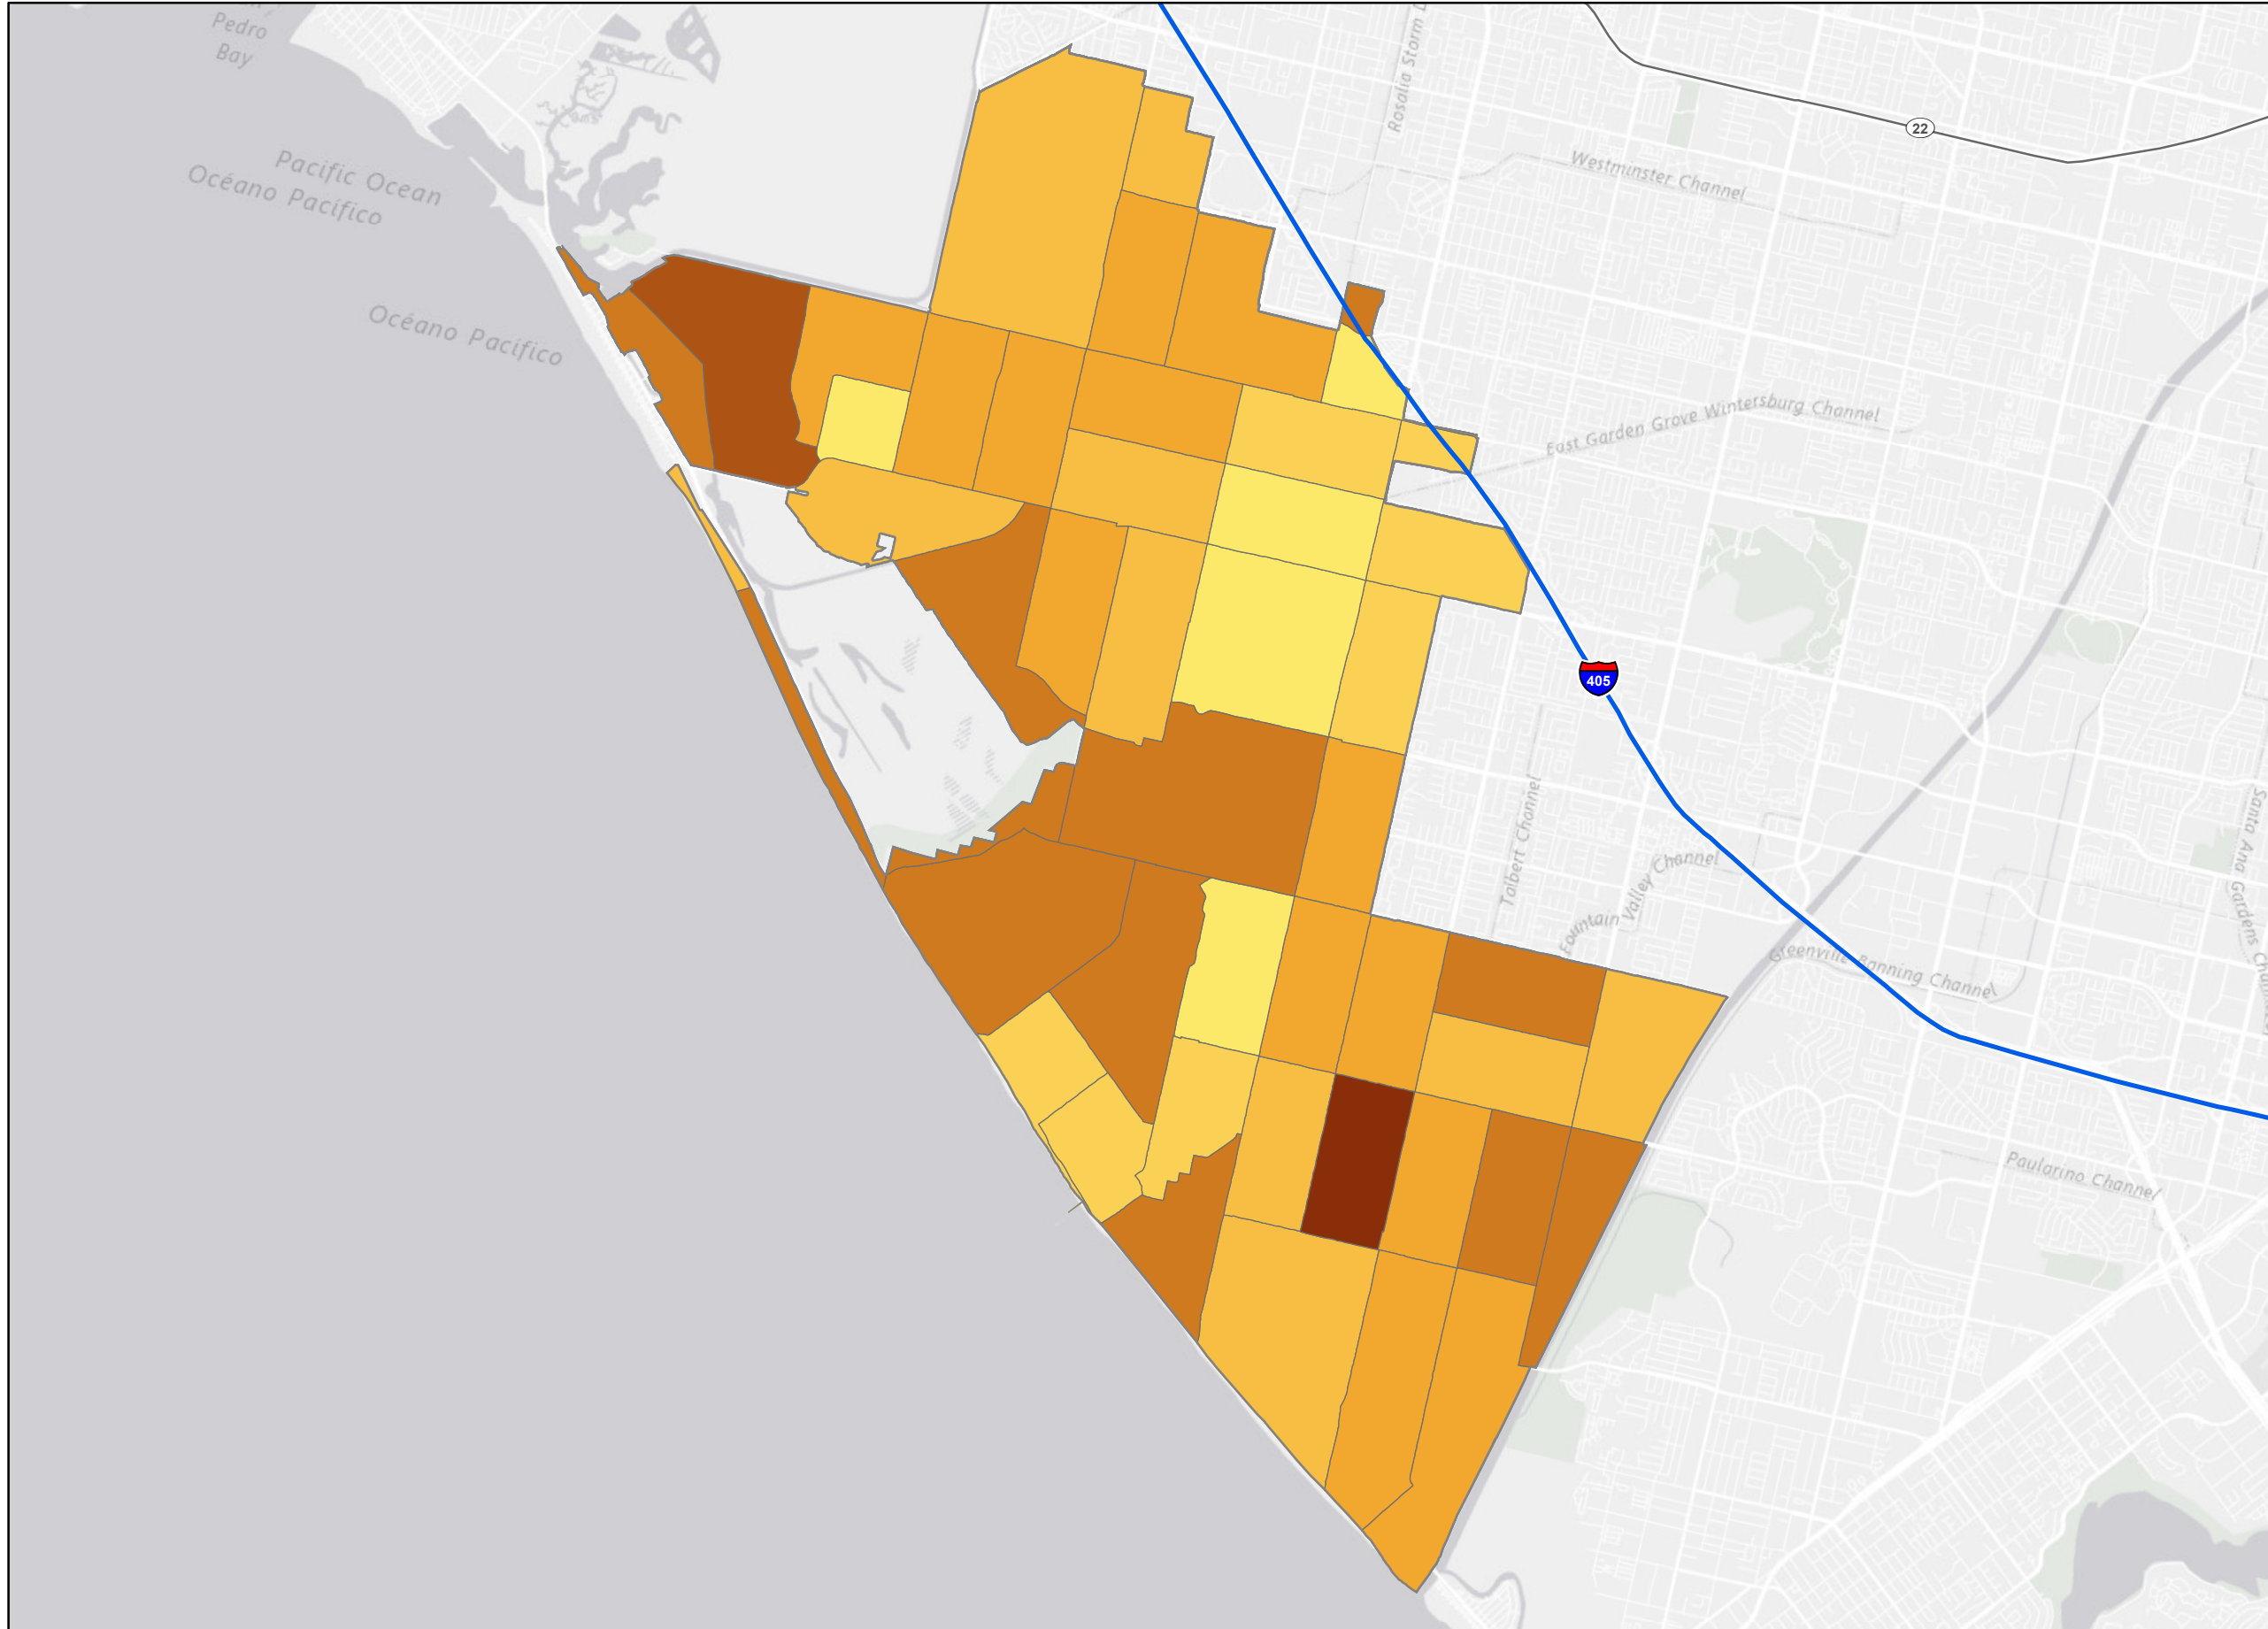 Pedro
Bay
Pacific Ocean
Océano Pacífico
Océano Pacífico
Rosalia Storm D
22
Westminster Channel
East Garden Grove Wintersburg Channel
405
Talbert Channel
Fountain Valley Channel
Greenville Banning Channel
Santa Ana Gardens Cha
Paularino Channel